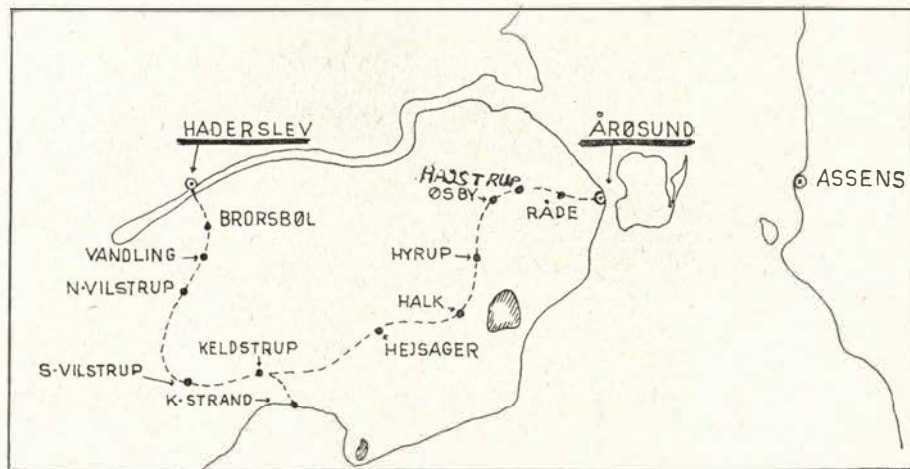 HADERSLEV
ÅRØSUND
HAJSTRUP
ØSBY
RÅDE
ASSENS
BRORSBØL
VANDLING
HYRUP
N-VILSTRUP
HALK
KELDSTRUP
HEJSAGER
S-VILSTRUP
K-STRAND